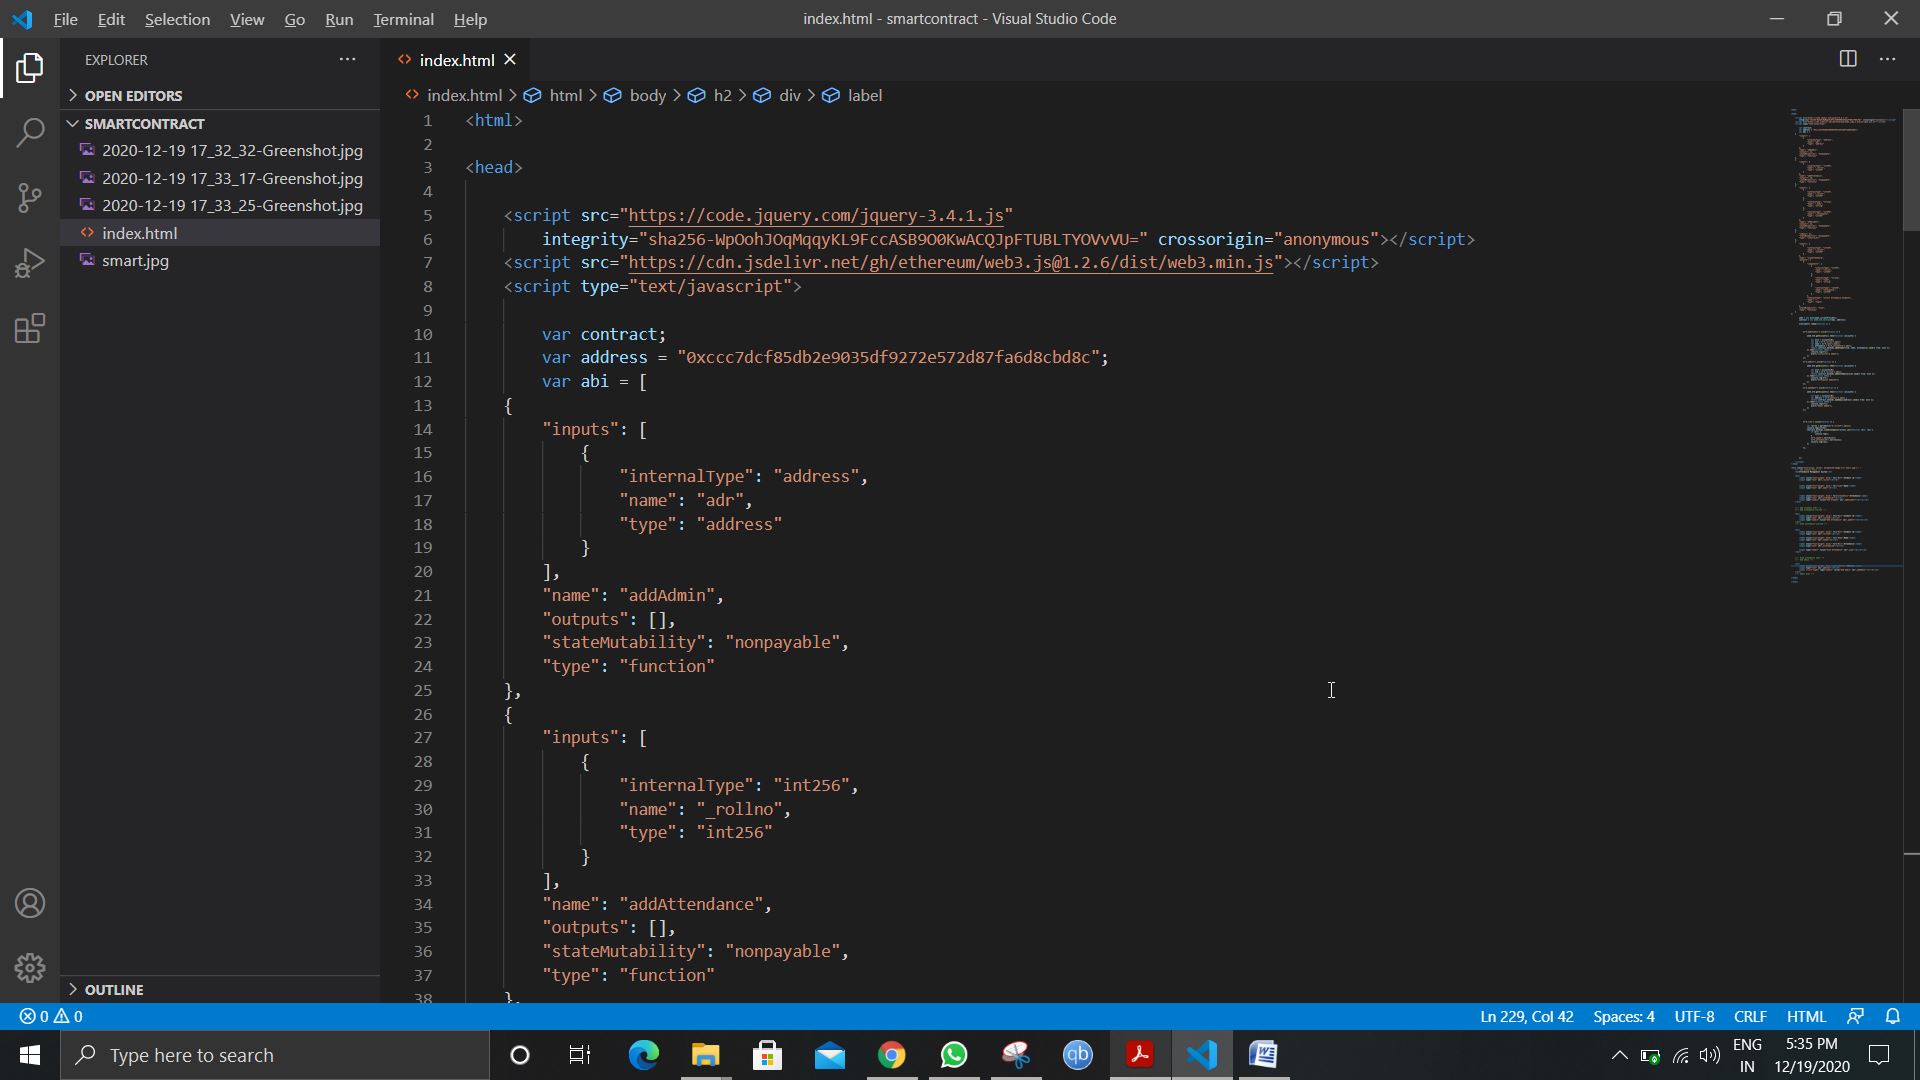 File Edit Selection View Go Run Terminal Help
index.html - smartcontract - Visual Studio Code
EXPLORER
OPEN EDITORS
SMARTCONTRACT
2020-12-19 17_32_32-Greenshot.jpg
2020-12-19 17_33_17-Greenshot.jpg
2020-12-19 17_33_25-Greenshot.jpg
index.html
smart.jpg
OUTLINE
index.html
index.html > html > body > h2 > div > label
1 <html>
2
3 <head>
4
5 <script src="https://code.jquery.com/jquery-3.4.1.js"
6 integrity="sha256-WpOohJOqMqqyKL9FccASB9O0KwACQJpFTUBLTYOVvVU=" crossorigin="anonymous"></script>
7 <script src="https://cdn.jsdelivr.net/gh/ethereum/web3.js@1.2.6/dist/web3.min.js"></script>
8 <script type="text/javascript">
9
10 var contract;
11 var address = "0xccc7dcf85db2e9035df9272e572d87fa6d8cbd8c";
12 var abi = [
13 {
14 "inputs": [
15 {
16 "internalType": "address",
17 "name": "adr",
18 "type": "address"
19 }
20 ],
21 "name": "addAdmin",
22 "outputs": [],
23 "stateMutability": "nonpayable",
24 "type": "function"
25 },
26 {
27 "inputs": [
28 {
29 "internalType": "int256",
30 "name": "_rollno",
31 "type": "int256"
32 }
33 ],
34 "name": "addAttendance",
35 "outputs": [],
36 "stateMutability": "nonpayable",
37 "type": "function"
38 },
0 0
Ln 229, Col 42 Spaces: 4 UTF-8 CRLF HTML
Type here to search
qb
ENG
IN
5:35 PM
12/19/2020